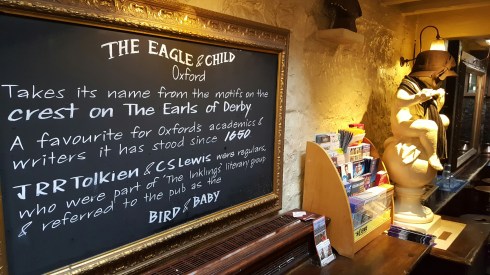 THE EAGLE & CHILD
Oxford
Takes its name from the motifs on the
crest on The Earls of Derby
A favourite for Oxford's academics &
writers it has stood since 1650
JRR Tolkien & CS Lewis were regulars,
who were part of 'The Inklings' literary group
& referred to the pub as the
BIRD & BABY